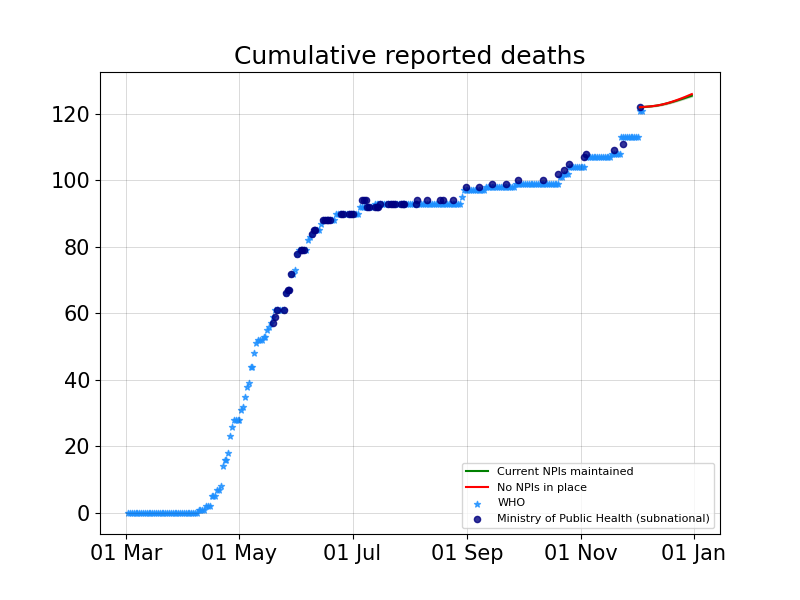 Cumulative reported deaths
120
100
80
60
40
20
0
01 Mar
01 May
01 Jul
01 Sep
01 Nov
01 Jan
Current NPIs maintained
No NPIs in place
WHO
Ministry of Public Health (subnational)